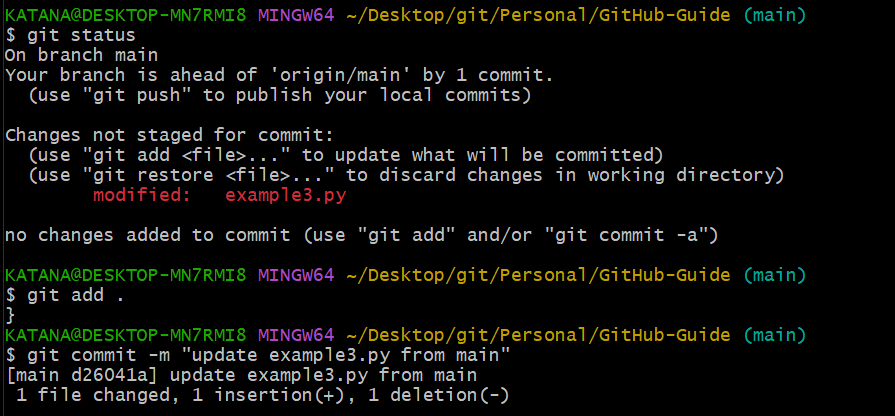 KATANA@DESKTOP-MN7RMI8 MINGW64 ~/Desktop/git/Personal/GitHub-Guide (main)
$ git status
On branch main
Your branch is ahead of 'origin/main' by 1 commit.
  (use "git push" to publish your local commits)

Changes not staged for commit:
  (use "git add <file>..." to update what will be committed)
  (use "git restore <file>..." to discard changes in working directory)
        modified:   example3.py

no changes added to commit (use "git add" and/or "git commit -a")

KATANA@DESKTOP-MN7RMI8 MINGW64 ~/Desktop/git/Personal/GitHub-Guide (main)
$ git add .
}
KATANA@DESKTOP-MN7RMI8 MINGW64 ~/Desktop/git/Personal/GitHub-Guide (main)
$ git commit -m "update example3.py from main"
[main d26041a] update example3.py from main
 1 file changed, 1 insertion(+), 1 deletion(-)